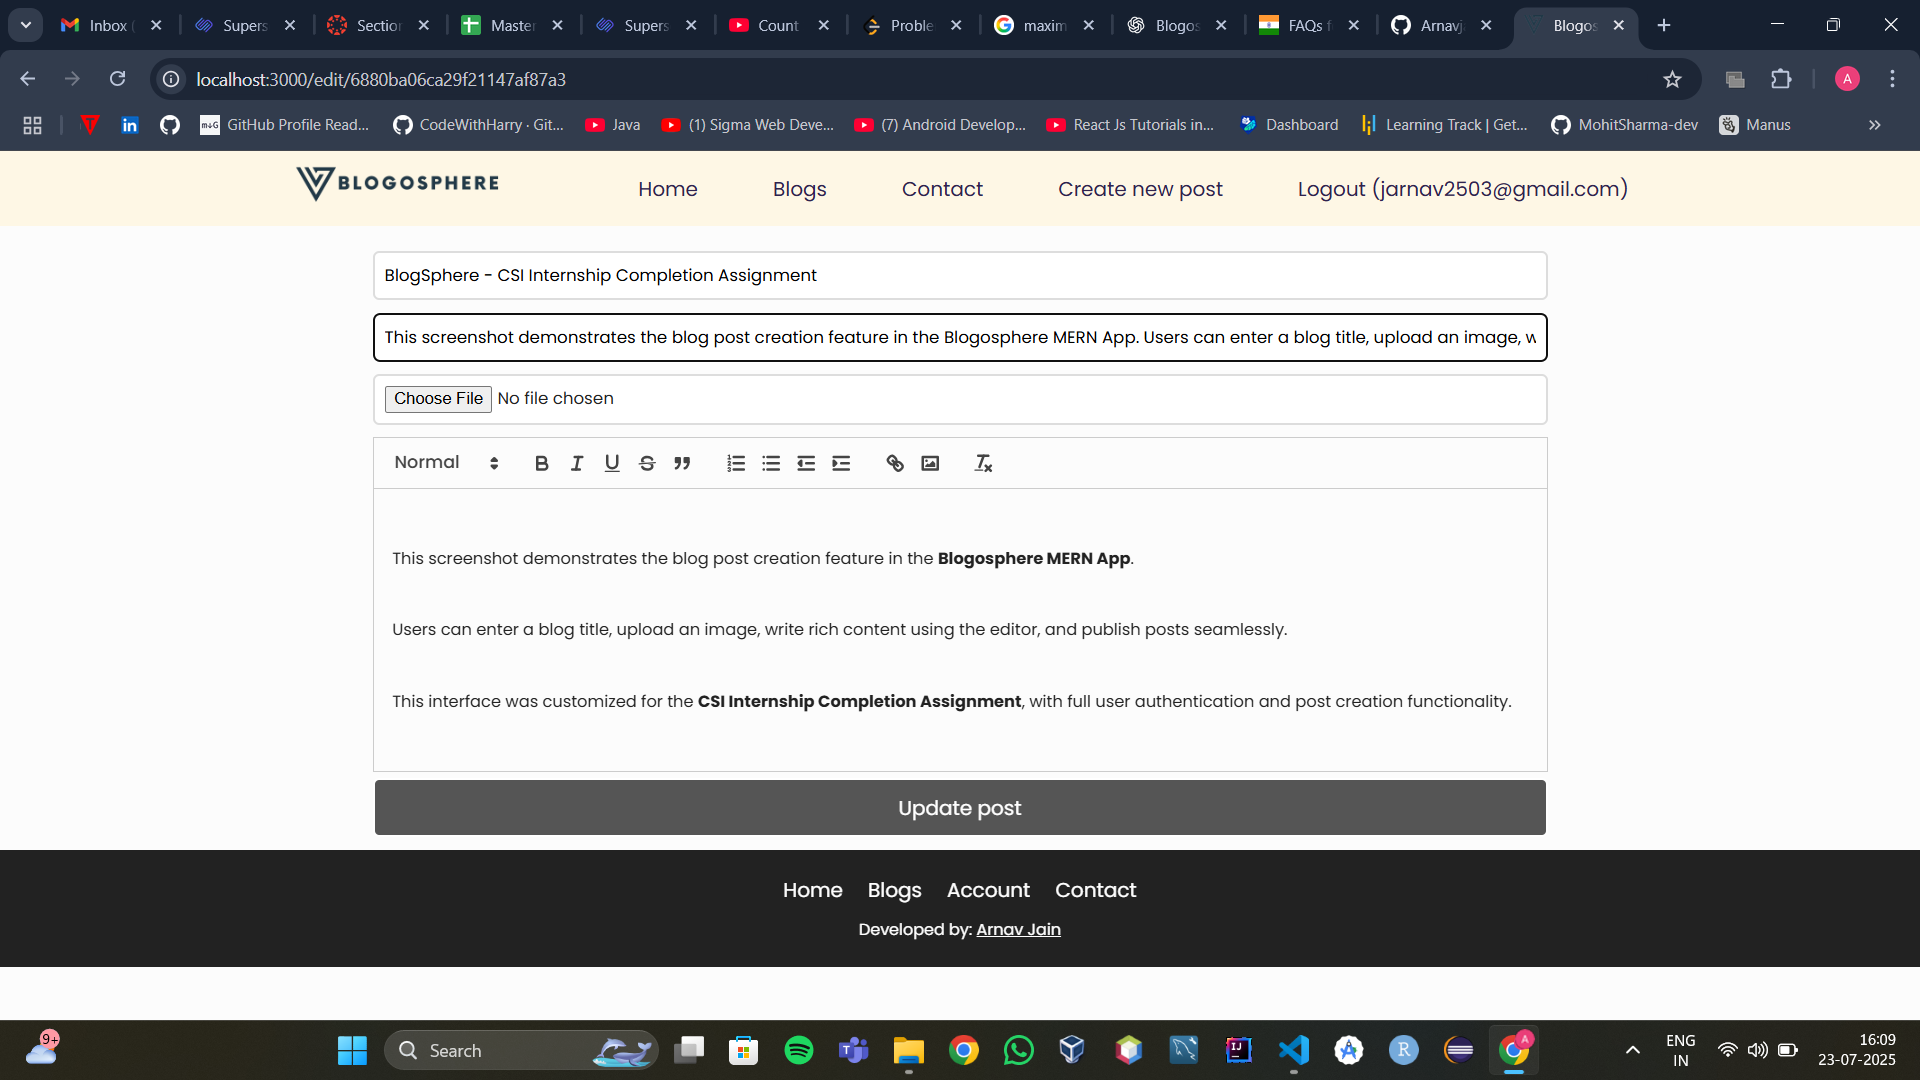 Inbox (
Supers
Section
Master
Supers
Count
Proble
maxim
Blogos
FAQs f
Arnavj
Blogos
localhost:3000/edit/6880ba06ca29f21147af87a3
A
GitHub Profile Read...
CodeWithHarry · Git...
Java
(1) Sigma Web Deve...
(7) Android Develop...
React Js Tutorials in...
Dashboard
Learning Track | Get...
MohitSharma-dev
Manus
BLOGOSPHERE
Home
Blogs
Contact
Create new post
Logout (jarnav2503@gmail.com)
BlogSphere - CSI Internship Completion Assignment
This screenshot demonstrates the blog post creation feature in the Blogosphere MERN App. Users can enter a blog title, upload an image, w
Choose File No file chosen
Normal
This screenshot demonstrates the blog post creation feature in the Blogosphere MERN App.
Users can enter a blog title, upload an image, write rich content using the editor, and publish posts seamlessly.
This interface was customized for the CSI Internship Completion Assignment, with full user authentication and post creation functionality.
Update post
Home Blogs Account Contact
Developed by: Arnav Jain
9+
Search
ENG
IN
16:09
23-07-2025